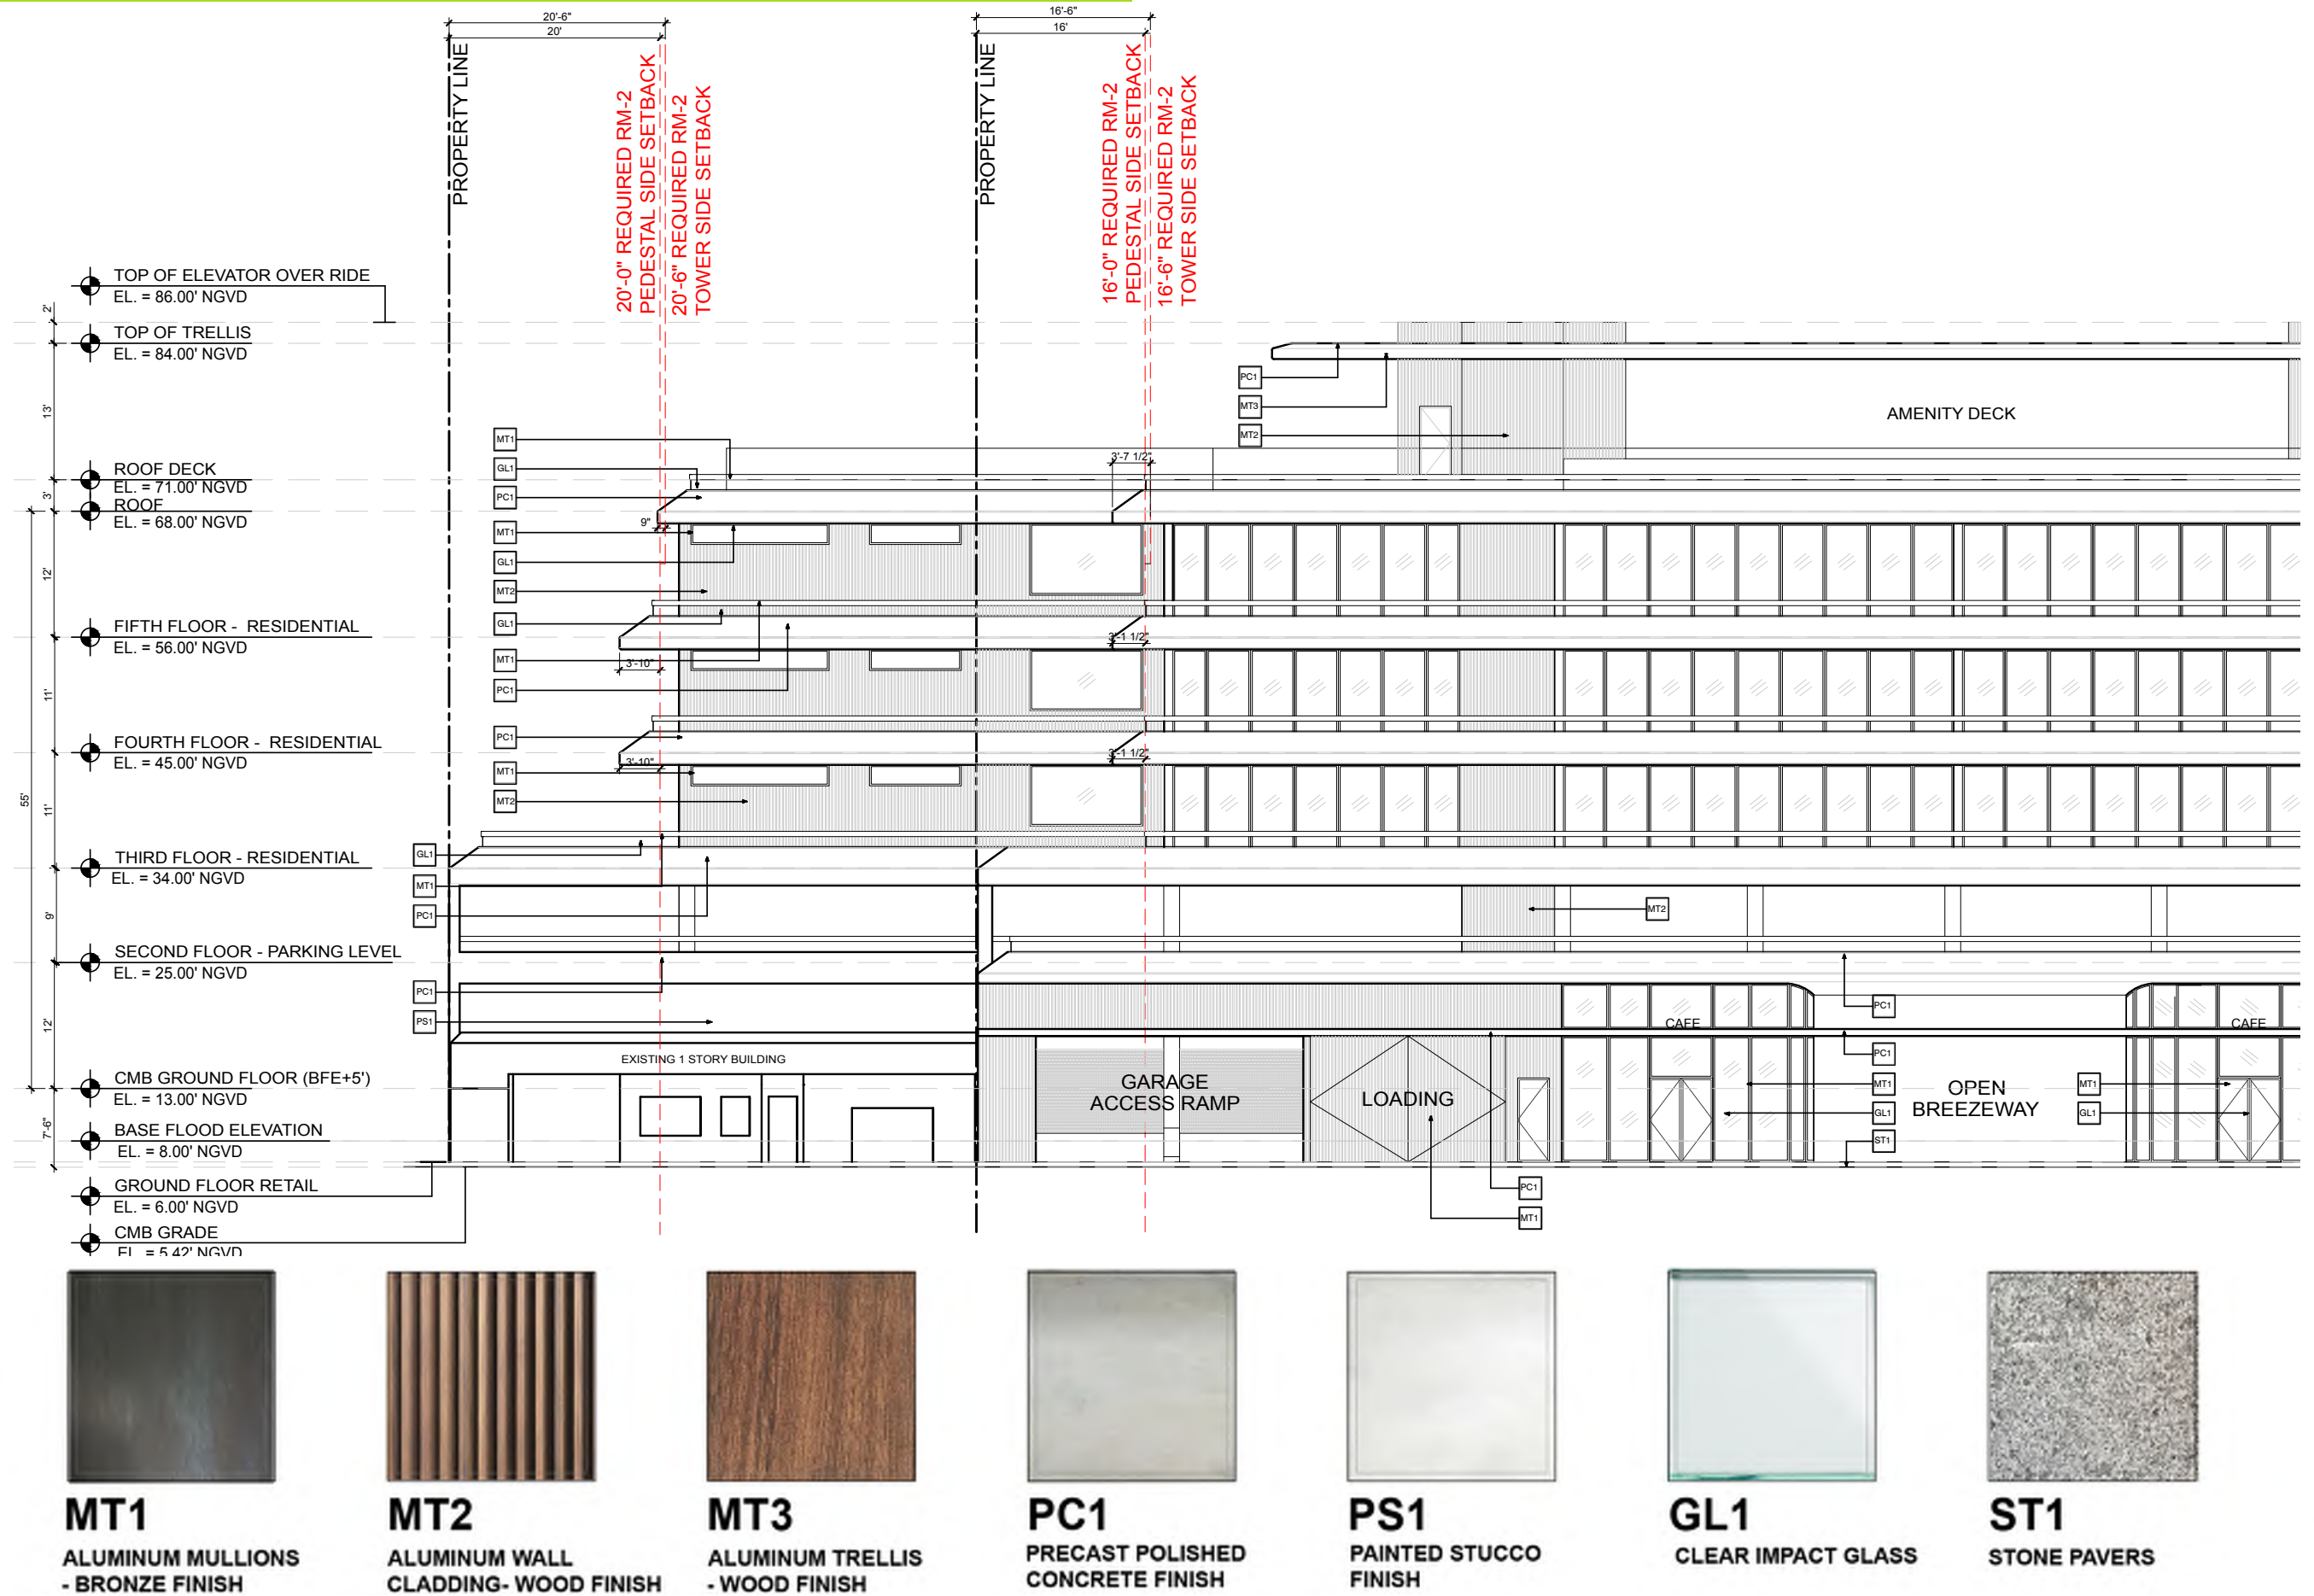 20'-6"
20'
16'-6"
16'
PROPERTY LINE
20'-0" REQUIRED RM-2
PEDESTAL SIDE SETBACK
20'-6" REQUIRED RM-2
TOWER SIDE SETBACK
PROPERTY LINE
16'-0" REQUIRED RM-2
PEDESTAL SIDE SETBACK
16'-6" REQUIRED RM-2
TOWER SIDE SETBACK
TOP OF ELEVATOR OVER RIDE
EL. = 86.00' NGVD
2'
TOP OF TRELLIS
EL. = 84.00' NGVD
13'
ROOF DECK
EL. = 71.00' NGVD
3'
ROOF
EL. = 68.00' NGVD
12'
FIFTH FLOOR - RESIDENTIAL
EL. = 56.00' NGVD
11'
FOURTH FLOOR - RESIDENTIAL
EL. = 45.00' NGVD
55'
11'
THIRD FLOOR - RESIDENTIAL
EL. = 34.00' NGVD
9'
SECOND FLOOR - PARKING LEVEL
EL. = 25.00' NGVD
12'
CMB GROUND FLOOR (BFE+5')
EL. = 13.00' NGVD
7'-6"
BASE FLOOD ELEVATION
EL. = 8.00' NGVD
GROUND FLOOR RETAIL
EL. = 6.00' NGVD
CMB GRADE
EL. = 5.42' NGVD
PC1
MT3
MT2
AMENITY DECK
MT1
GL1
PC1
3'-7 1/2"
9"
MT1
GL1
MT2
GL1
MT1
PC1
3'-1 1/2"
3'-10"
PC1
MT1
MT2
3'-1 1/2"
3'-10"
GL1
MT1
PC1
MT2
PC1
PS1
PC1
CAFE
CAFE
EXISTING 1 STORY BUILDING
GARAGE
ACCESS RAMP
LOADING
PC1
MT1
GL1
ST1
OPEN
BREEZEWAY
MT1
GL1
PC1
MT1
MT1
ALUMINUM MULLIONS
- BRONZE FINISH
MT2
ALUMINUM WALL
CLADDING- WOOD FINISH
MT3
ALUMINUM TRELLIS
- WOOD FINISH
PC1
PRECAST POLISHED
CONCRETE FINISH
PS1
PAINTED STUCCO
FINISH
GL1
CLEAR IMPACT GLASS
ST1
STONE PAVERS